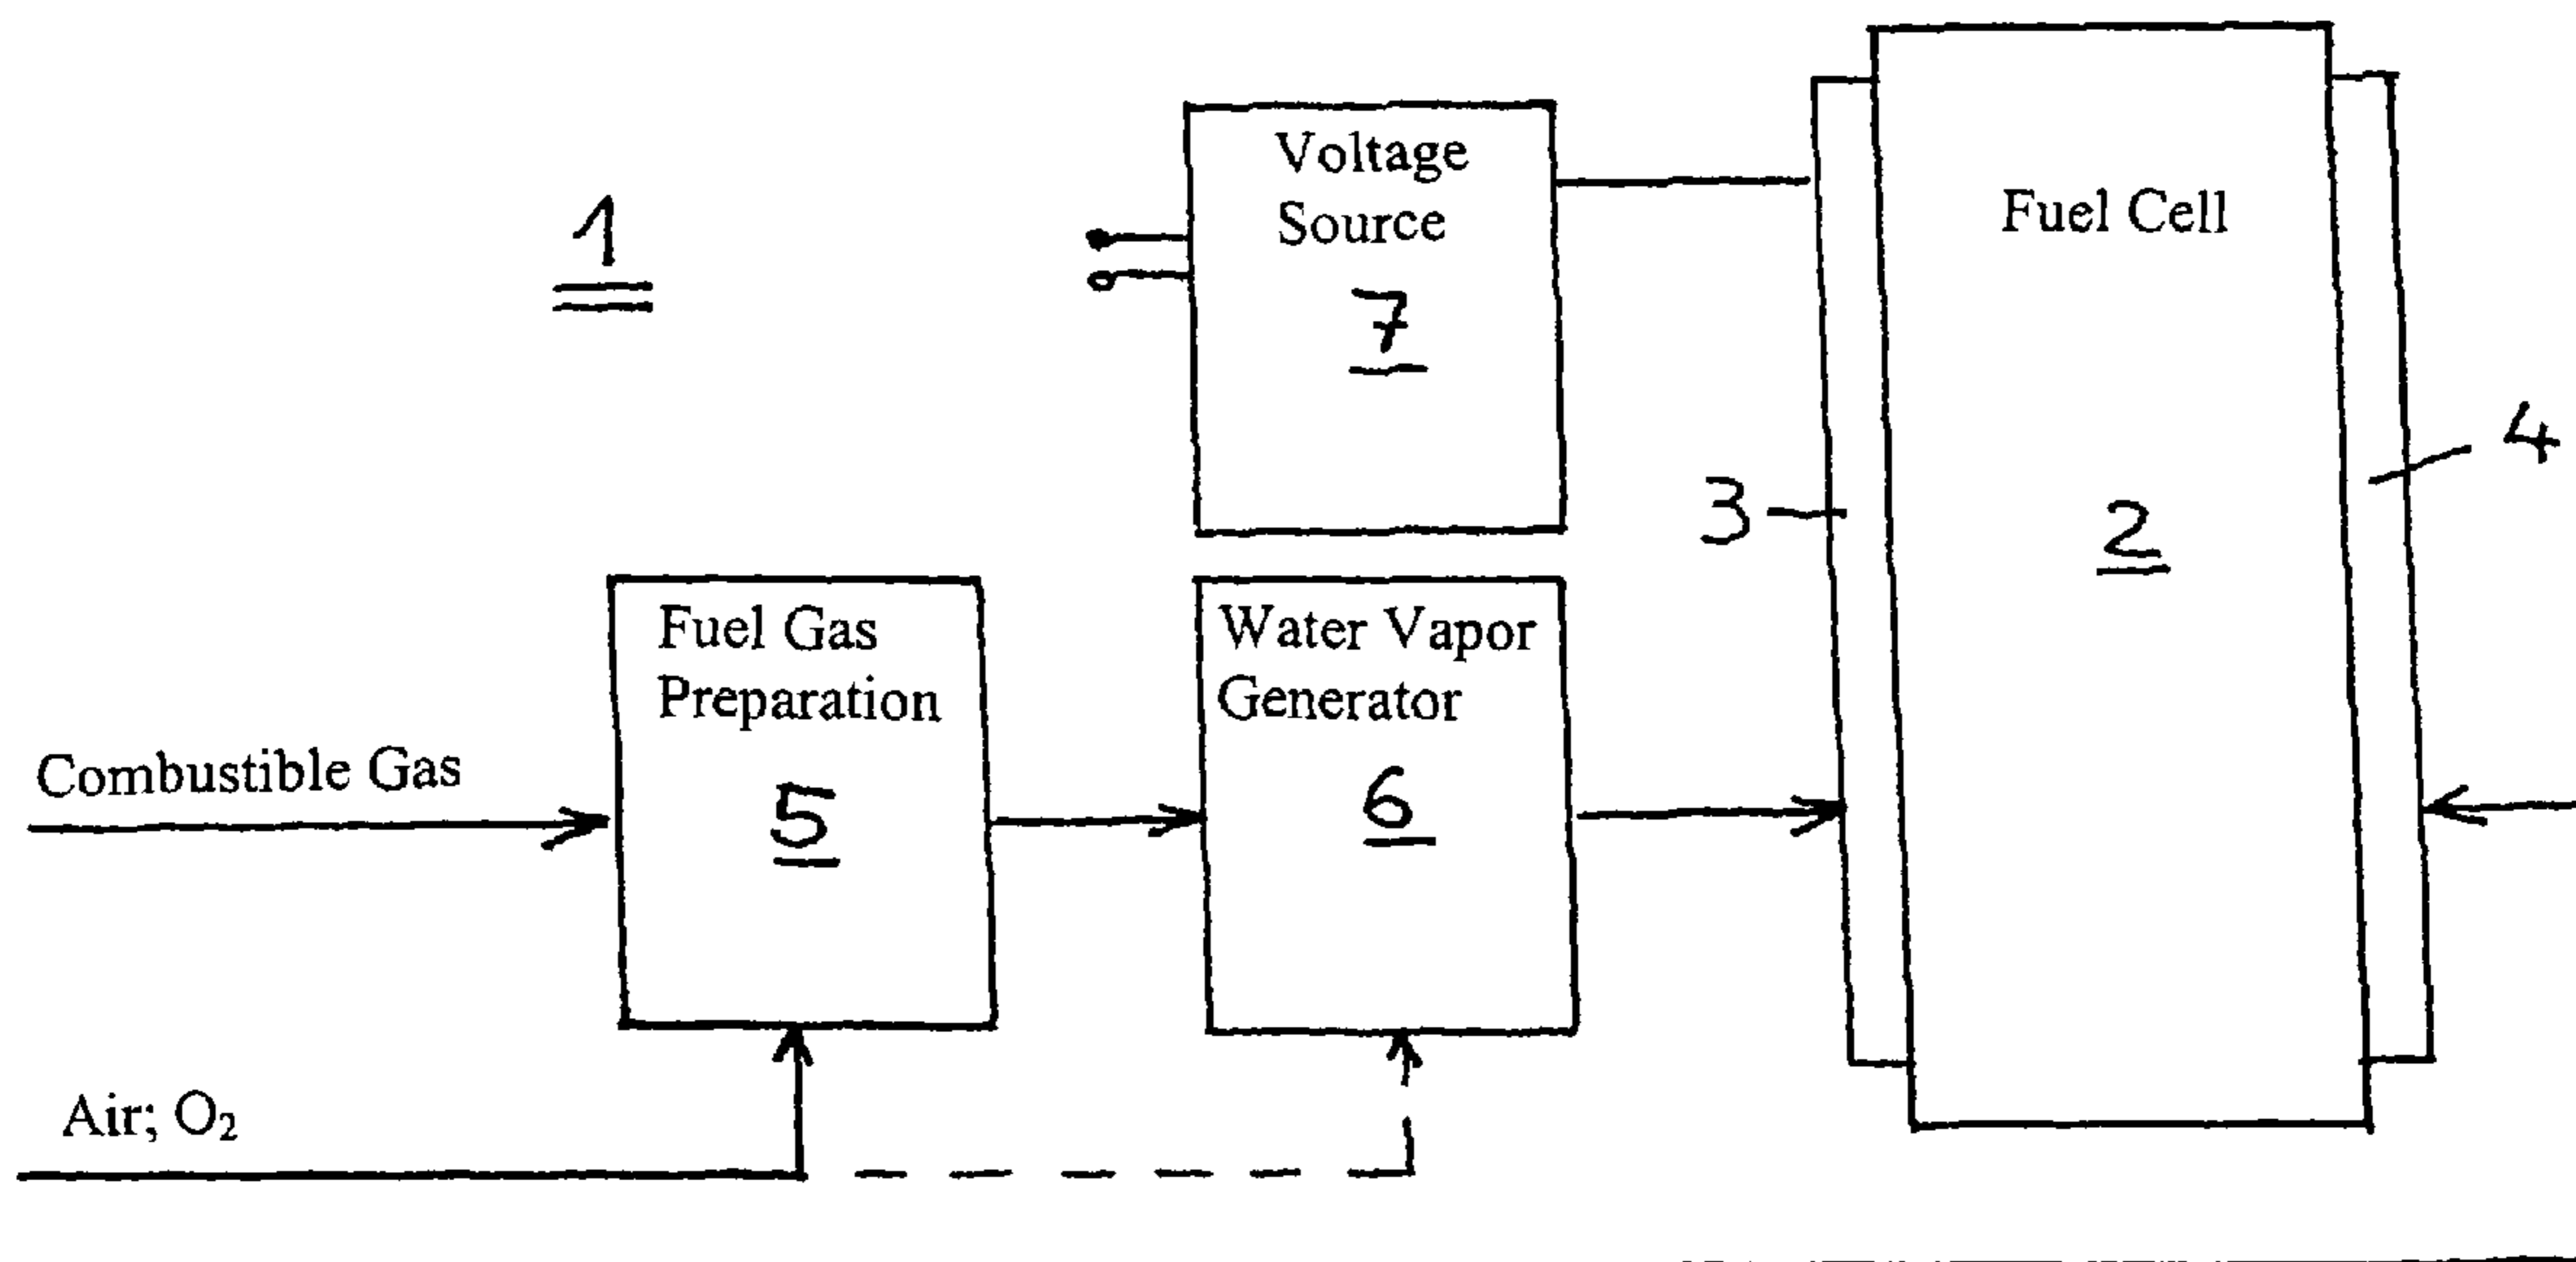 1
Voltage
Source
7
Fuel Cell
2
3
4
Fuel Gas
Preparation
5
Water Vapor
Generator
6
Combustible Gas
Air; O₂